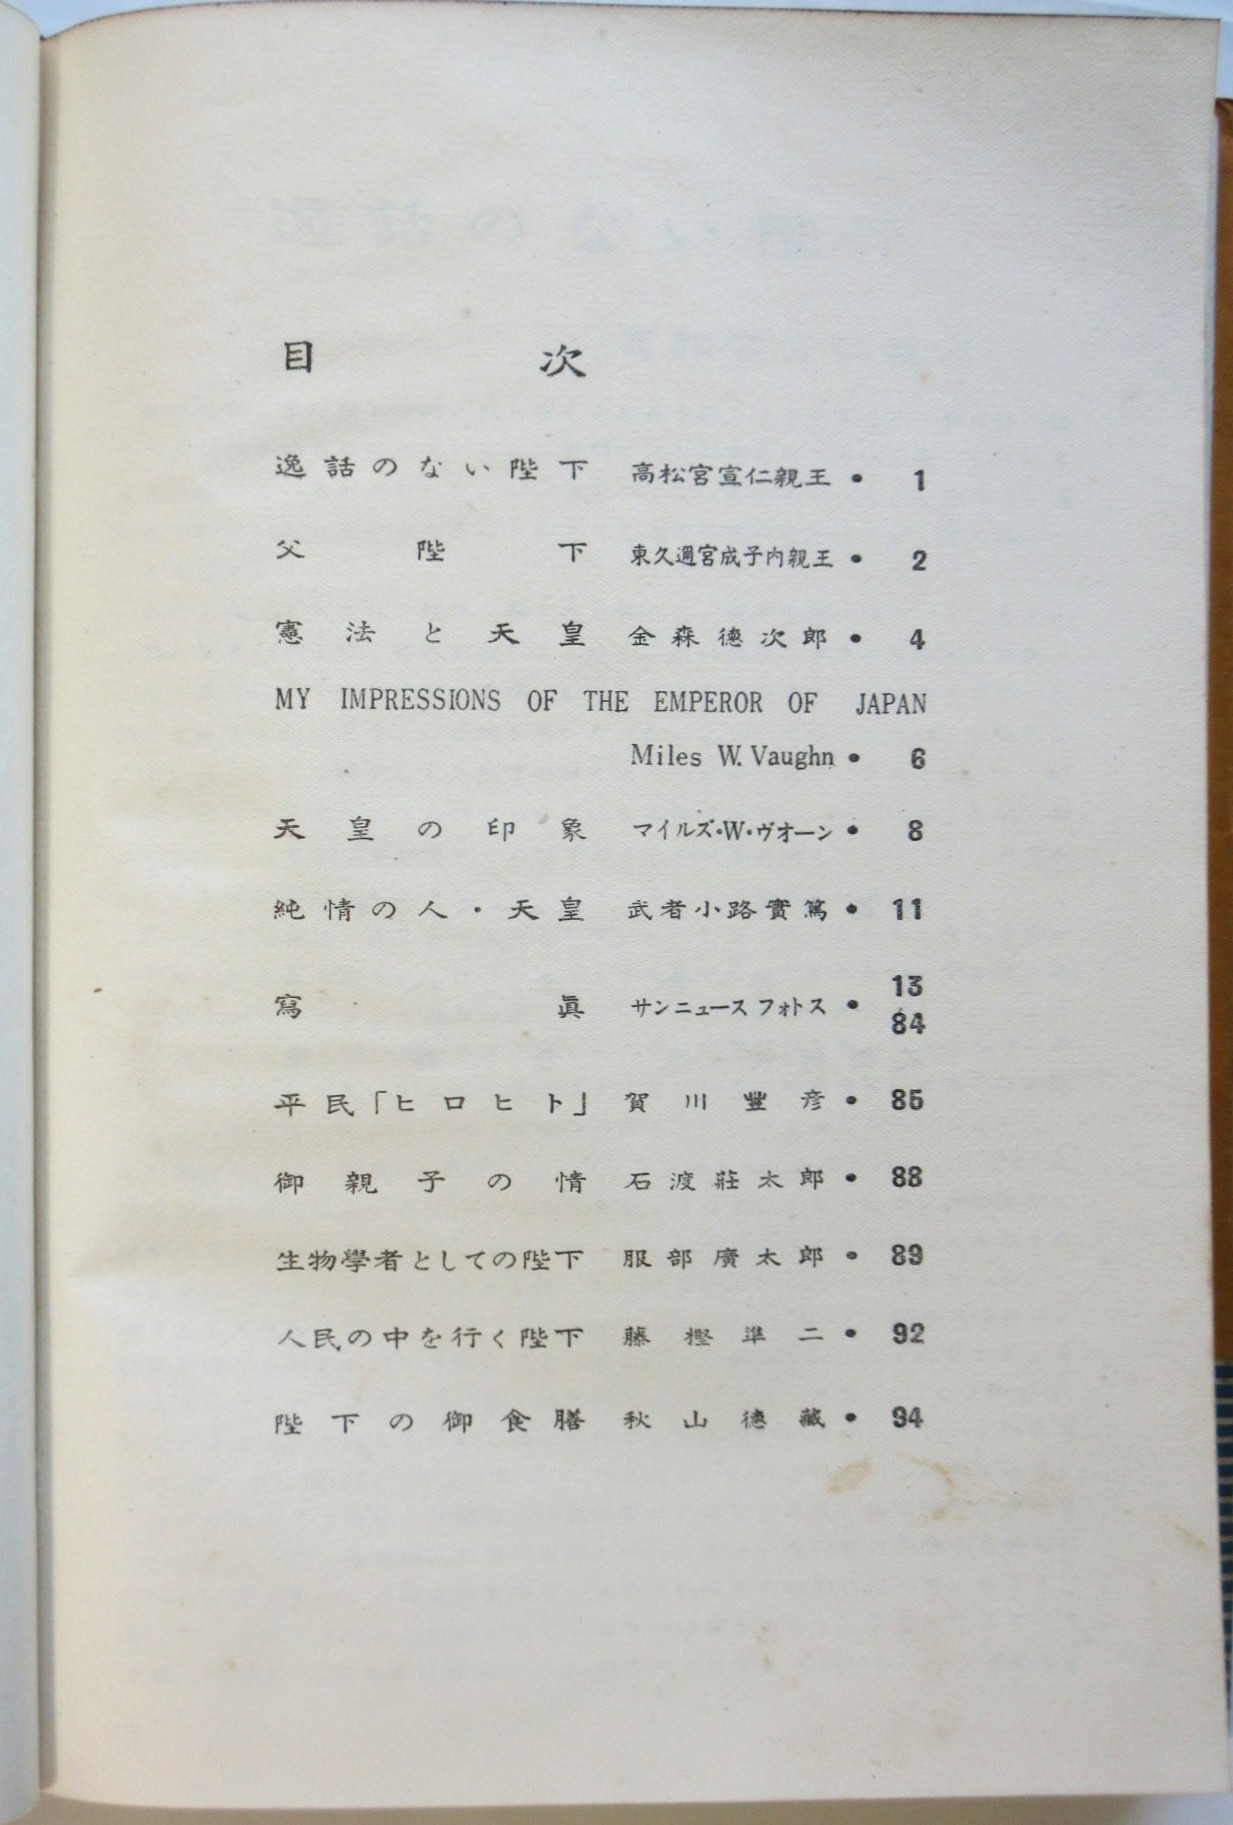 目次
逸話のない陛下 高松宮宣仁親王 • 1
父陛下 東久邇宮成子内親王 • 2
憲法と天皇 金森德次郎 • 4
MY IMPRESSIONS OF THE EMPEROR OF JAPAN
Miles W. Vaughn • 6
天皇の印象 マイルズ・W・ヴオーン • 8
純情の人・天皇 武者小路實篤 • 11
寫眞 サンニュース フォトス • 13
84
平民「ヒロヒト」 賀川豐彦 • 85
御親子の情 石渡莊太郎 • 88
生物學者としての陛下 服部廣太郎 • 89
人民の中を行く陛下 藤樫準二 • 92
陛下の御食膳 秋山德藏 • 94